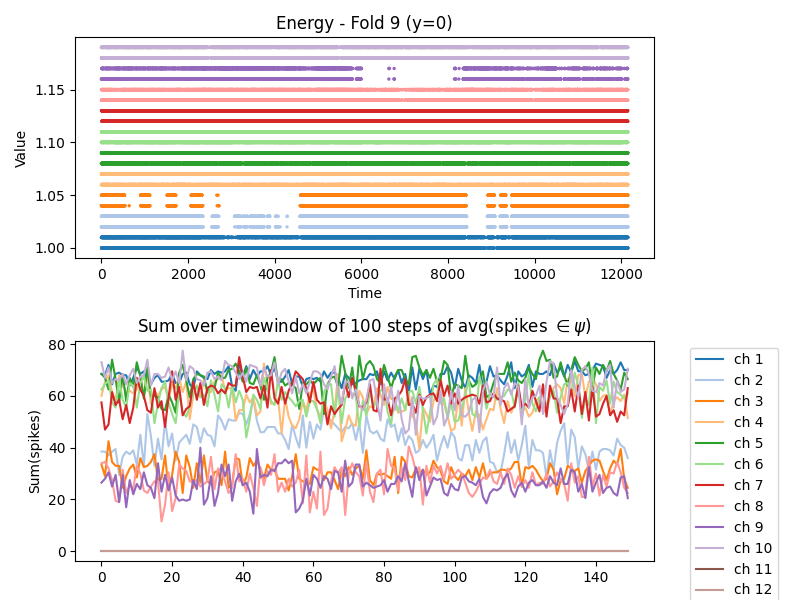 Energy - Fold 9 (y=0)
Value
1.15
1.10
1.05
1.00
0 2000 4000 6000 8000 10000 12000
Time
Sum over timewindow of 100 steps of avg(spikes ∈ ψ)
Sum(spikes)
80
60
40
20
0
0 20 40 60 80 100 120 140
ch 1
ch 2
ch 3
ch 4
ch 5
ch 6
ch 7
ch 8
ch 9
ch 10
ch 11
ch 12